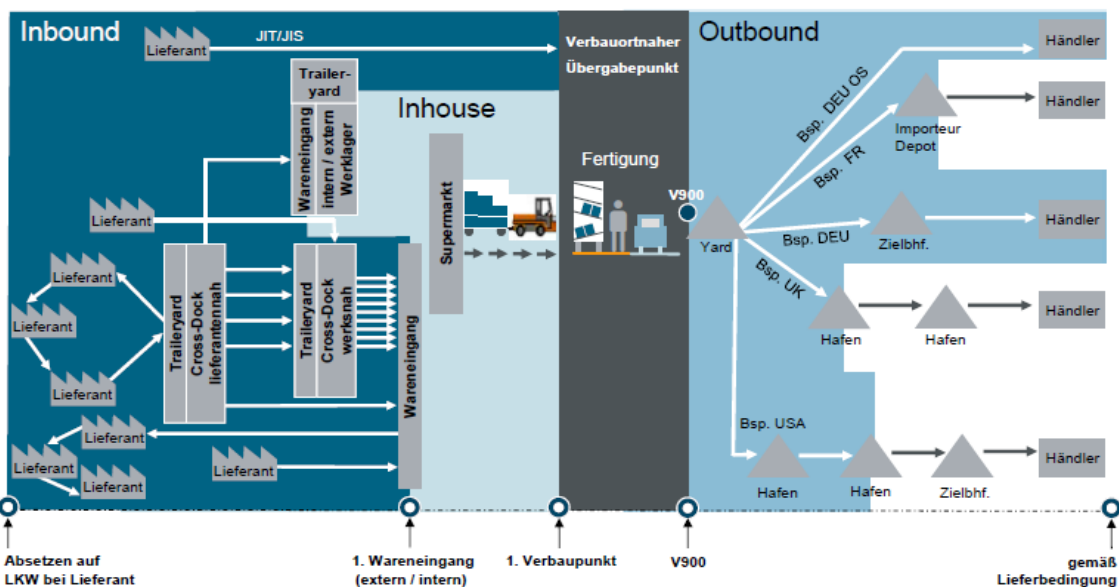 Inbound
Lieferant
JIT/JIS
Verbauortnaher
Übergabepunkt
Outbound
Händler
Trailer-
yard
Wareneingang
intern / extern
Werklager
Inhouse
Bsp. DEU OS
Importeur
Depot
Händler
Bsp. FR
Fertigung
Supermarkt
V900
Lieferant
Yard
Bsp. DEU
Zielbhf.
Händler
Lieferant
Lieferant
Lieferant
Traileryard
Cross-Dock
lieferantennah
Traileryard
Cross-Dock
werksnah
Wareneingang
Bsp. UK
Hafen
Hafen
Händler
Lieferant
Lieferant
Lieferant
Lieferant
Bsp. USA
Hafen
Hafen
Zielbhf.
Händler
Absetzen auf
LKW bei Lieferant
1. Wareneingang
(extern / intern)
1. Verbaupunkt
V900
gemäß
Lieferbedingung